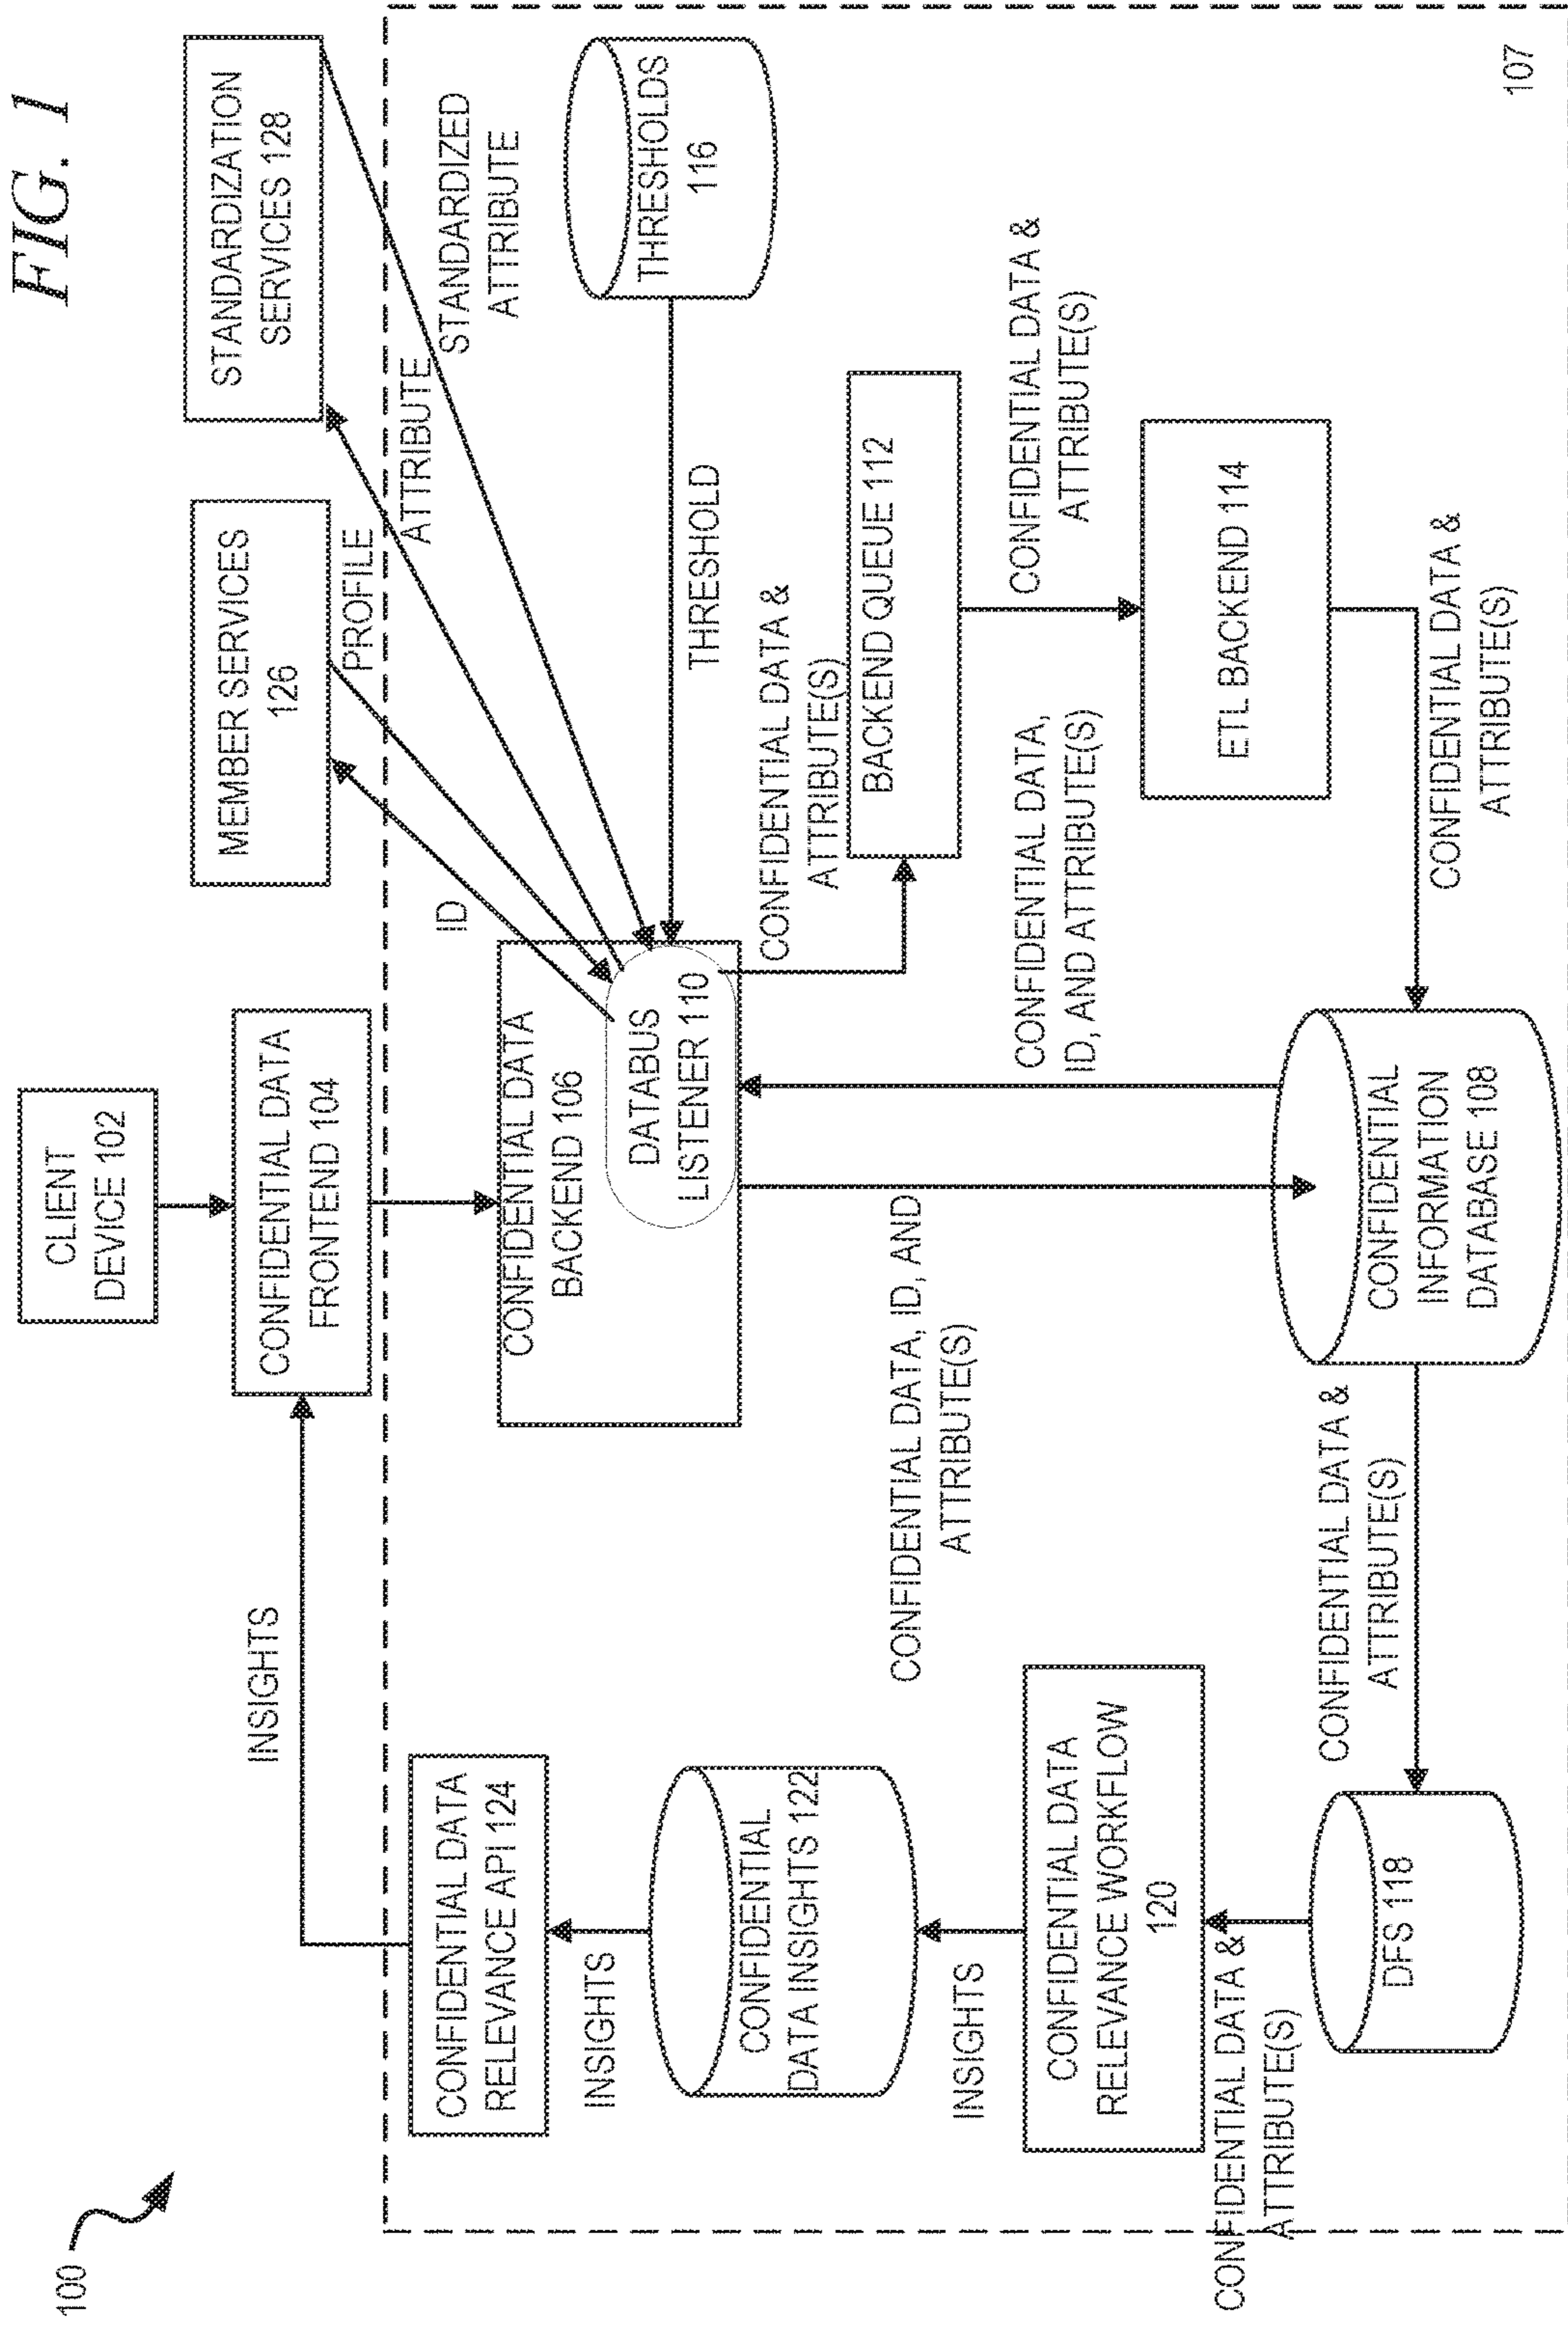 FIG. 1
100
CLIENT
DEVICE 102
INSIGHTS
CONFIDENTIAL DATA
FRONTEND 104
MEMBER SERVICES
126
STANDARDIZATION
SERVICES 128
ID
PROFILE
ATTRIBUTE
STANDARDIZED
ATTRIBUTE
CONFIDENTIAL DATA
RELEVANCE API 124
CONFIDENTIAL DATA
BACKEND 106
DATABUS
LISTENER 110
THRESHOLD
THRESHOLDS
116
INSIGHTS
CONFIDENTIAL
DATA INSIGHTS 122
CONFIDENTIAL DATA &
ATTRIBUTE(S)
BACKEND QUEUE 112
CONFIDENTIAL DATA, ID, AND
ATTRIBUTE(S)
CONFIDENTIAL DATA,
ID, AND ATTRIBUTE(S)
CONFIDENTIAL DATA &
ATTRIBUTE(S)
INSIGHTS
CONFIDENTIAL DATA
RELEVANCE WORKFLOW
120
ETL BACKEND 114
CONFIDENTIAL DATA &
ATTRIBUTE(S)
CONFIDENTIAL DATA &
ATTRIBUTE(S)
CONFIDENTIAL
INFORMATION
DATABASE 108
CONFIDENTIAL DATA &
ATTRIBUTE(S)
DFS 118
107